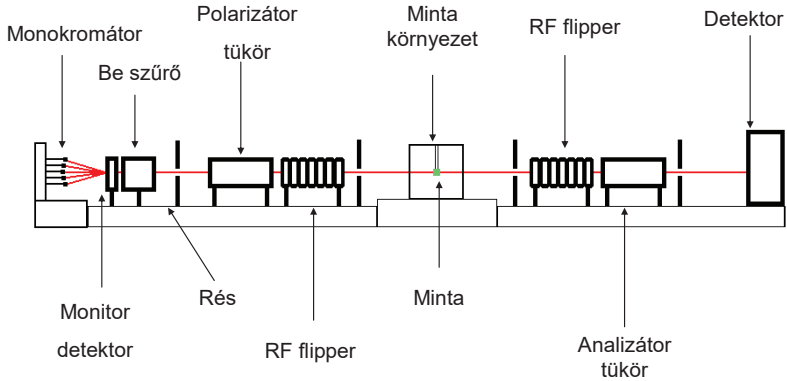 Monokromátor
Be szűrő
Polarizátor
tükör
Minta
környezet
RF flipper
Detektor
Monitor
detektor
Rés
RF flipper
Minta
Analizátor
tükör